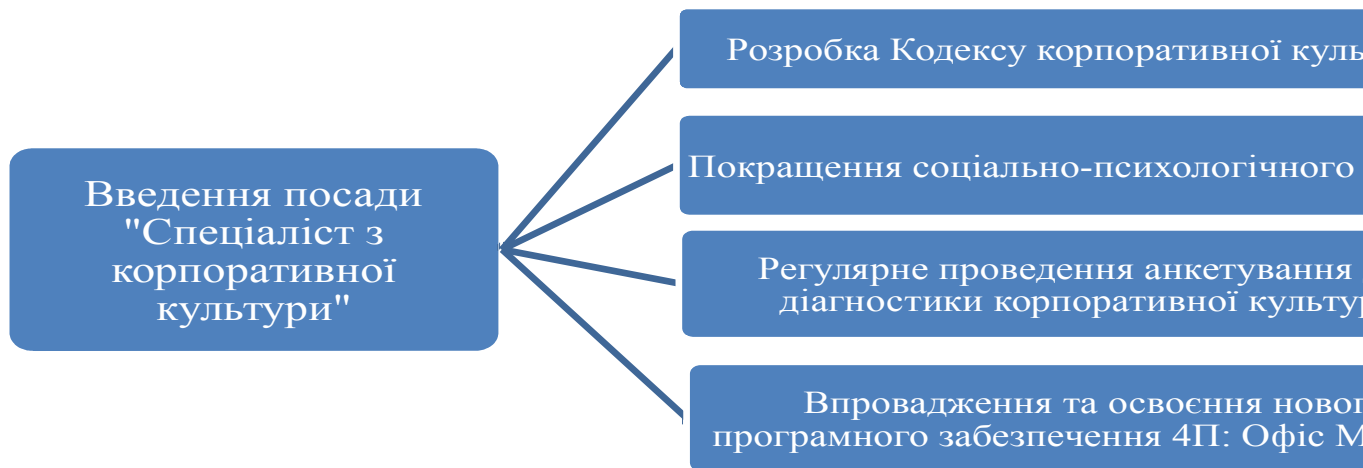 Введення посади
"Спеціаліст з
корпоративної
культури"
Розробка Кодексу корпоративної куль
Покращення соціально-психологічного
Регулярне проведення анкетування
діагностики корпоративної культур
Впровадження та освоєння новог
програмного забезпечення 4П: Офіс М